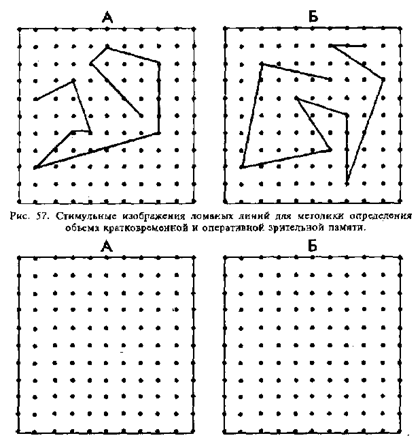 А Б
Рис. 57. Стимульные изображения ломаных линий для методики определения
объема кратковременной и оперативной зрительной памяти.
А Б